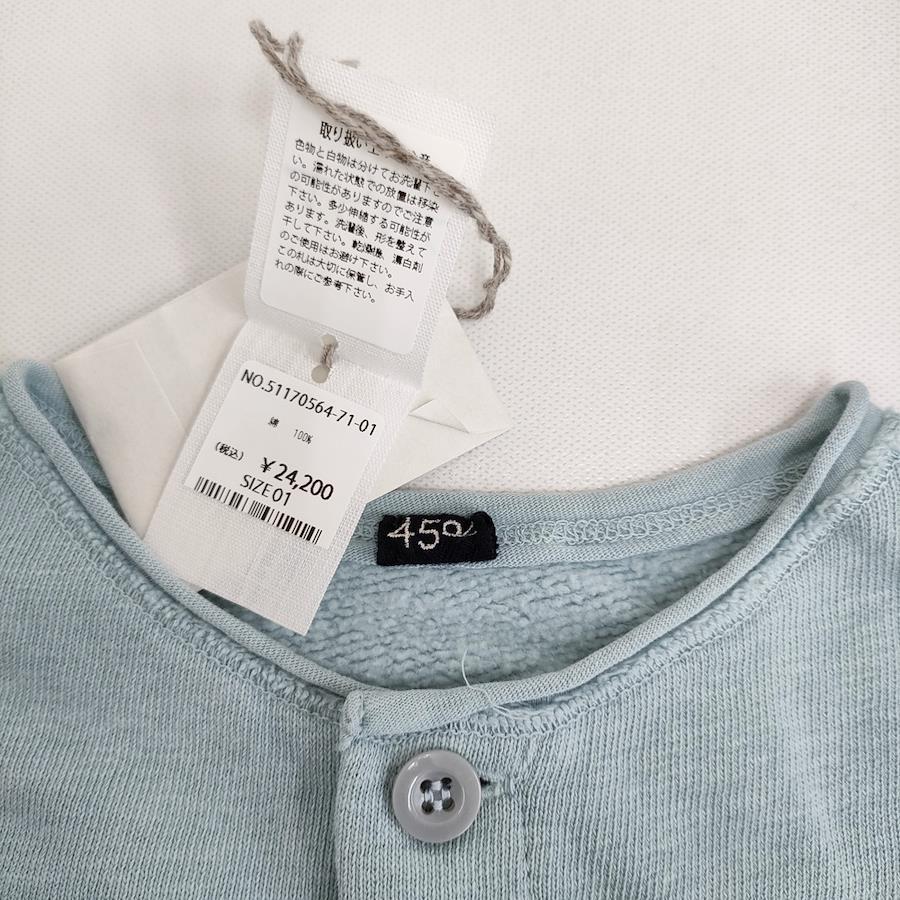 取り扱い上
色物と白物は分けてお洗濯下さ
い。濡れた状態での放置は移染
の可能性がありますのでご注意
下さい。多少伸縮する可能性が
あります。洗濯後、形を整えて
干して下さい。乾燥機、漂白剤
のご使用はお避け下さい。
この札は大切に保管し、お手入
れの際にご参考下さい。
NO.51170564-71-01
綿 100%
(税込) ¥24,200
SIZE 01
45